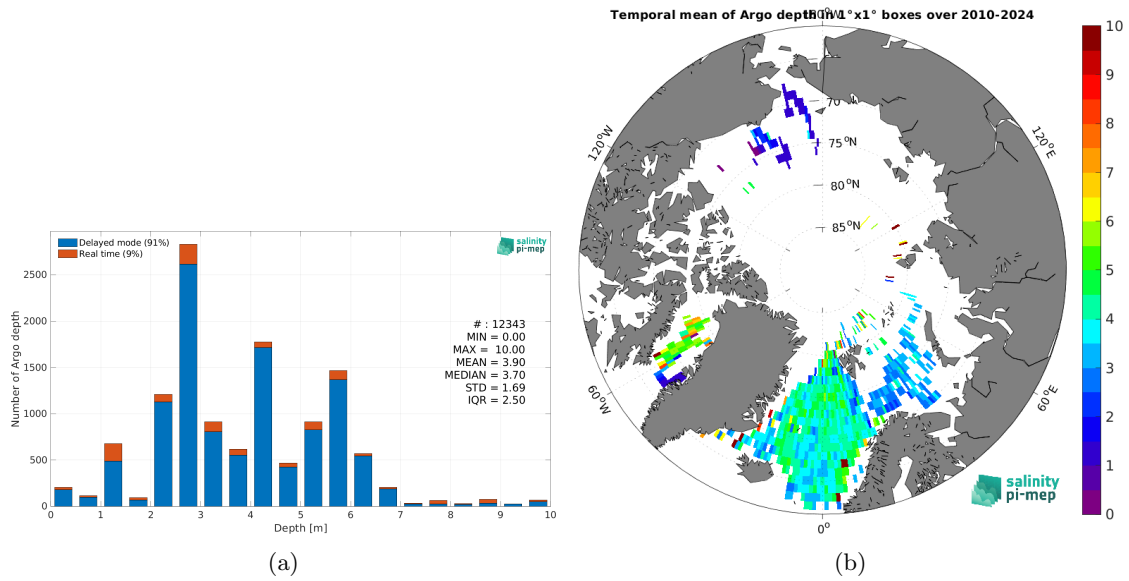 Temporal mean of Argo depth in 1°x1° boxes over 2010-2024
180°W
120°W
120°E
70°N
75°N
80°N
85°N
60°W
60°E
0°
salinity
pi-mep
10
9
8
7
6
5
4
3
2
1
0
Delayed mode (91%)
Real time (9%)
salinity
pi-mep
# : 12343
MIN = 0.00
MAX = 10.00
MEAN = 3.90
MEDIAN = 3.70
STD = 1.69
IQR = 2.50
Number of Argo depth
2500
2000
1500
1000
500
0
0 1 2 3 4 5 6 7 8 9 10
Depth [m]
(a)
(b)